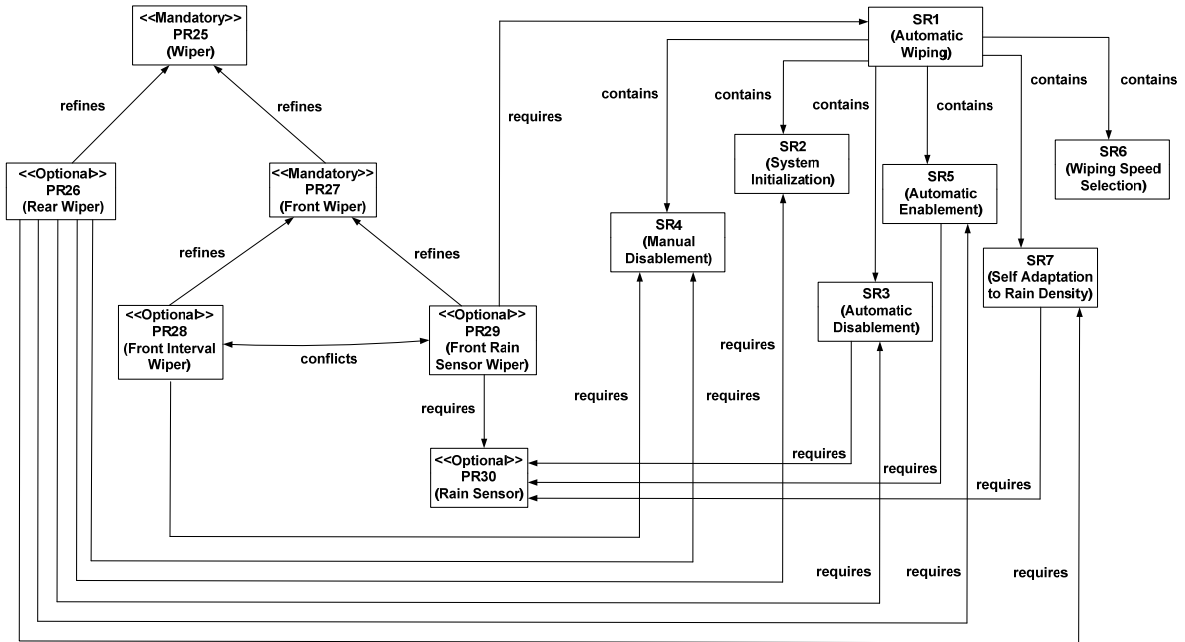 <<Mandatory>>
PR25
(Wiper)
SR1
(Automatic
Wiping)
refines
refines
requires
contains
contains
contains
contains
contains
contains
<<Optional>>
PR26
(Rear Wiper)
<<Mandatory>>
PR27
(Front Wiper)
SR2
(System
Initialization)
SR5
(Automatic
Enablement)
SR6
(Wiping Speed
Selection)
refines
refines
SR4
(Manual
Disablement)
SR3
(Automatic
Disablement)
SR7
(Self Adaptation
to Rain Density)
<<Optional>>
PR28
(Front Interval
Wiper)
conflicts
<<Optional>>
PR29
(Front Rain
Sensor Wiper)
requires
requires
requires
requires
<<Optional>>
PR30
(Rain Sensor)
requires
requires
requires
requires
requires
requires